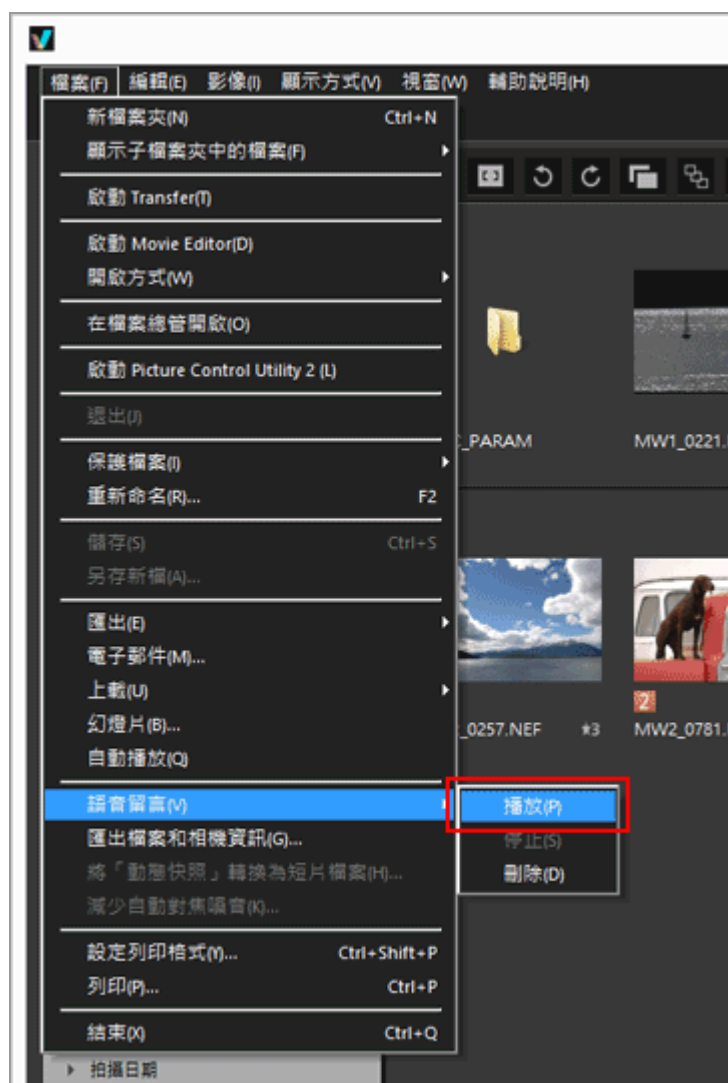 檔案(F) 編輯(E) 影像(I) 顯示方式(V) 視窗(W) 輔助說明(H)
新檔案夾(N) Ctrl+N
顯示子檔案夾中的檔案(F)
啟動 Transfer(T)
啟動 Movie Editor(D)
開啟方式(W)
在檔案總管開啟(O)
啟動 Picture Control Utility 2 (L)
退出(J)
C_PARAM MW1_0221.
保護檔案(I)
重新命名(R)... F2
儲存(S) Ctrl+S
另存新檔(A)...
匯出(E)
電子郵件(M)...
上載(U)
2
幻燈片(B)...
_0257.NEF ★3 MW2_0781.
自動播放(Q)
語音留言(V) 播放(P)
匯出檔案和相機資訊(G)... 停止(S)
將「動態快照」轉換為短片檔案(H)... 刪除(D)
減少自動對焦噪音(K)...
設定列印格式(Y)... Ctrl+Shift+P
列印(P)... Ctrl+P
結束(X) Ctrl+Q
拍攝日期